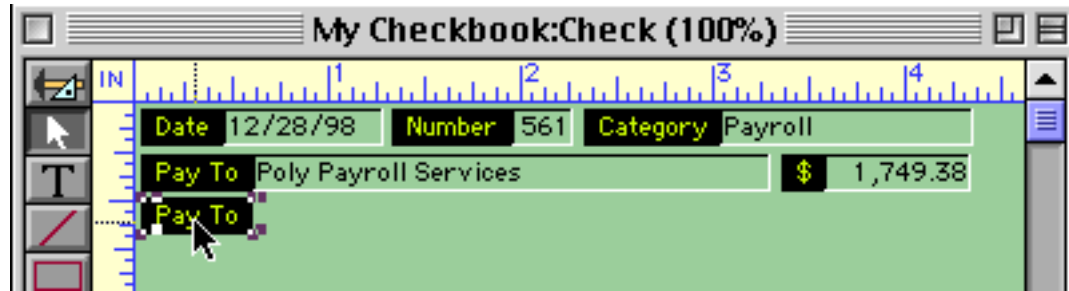 My Checkbook:Check (100%)
IN 1 2 3 4
Date 12/28/98 Number 561 Category Payroll
T Pay To Poly Payroll Services $ 1,749.38
Pay To